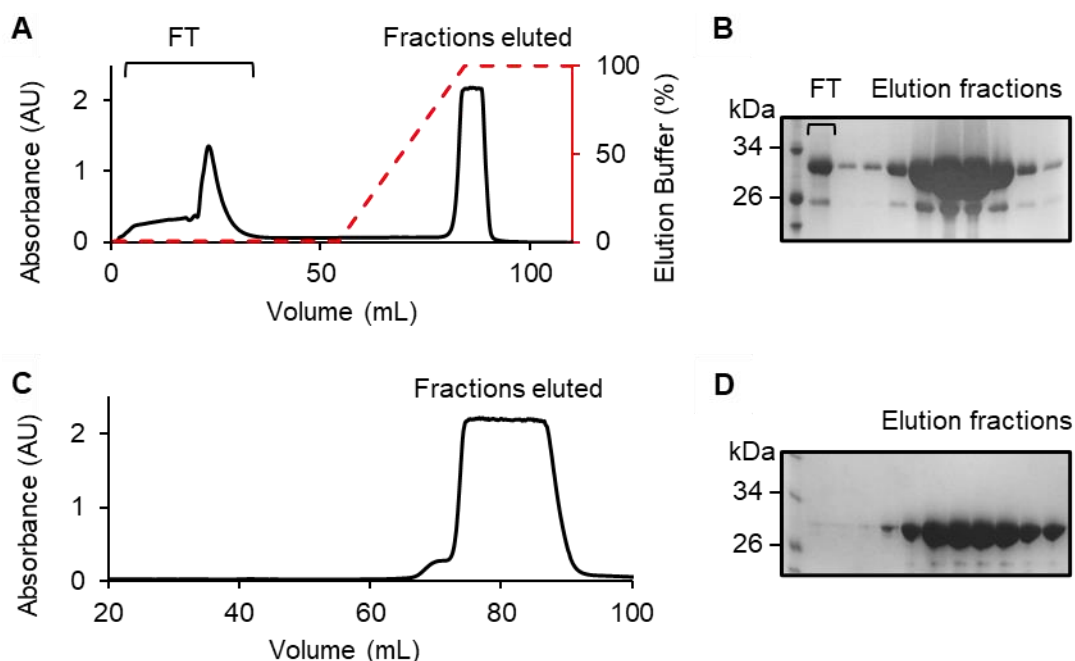 A
FT
Fractions eluted
Absorbance (AU)
2
1
0
100
50
0
Elution Buffer (%)
0
50
100
Volume (mL)
B
kDa
FT
Elution fractions
34
26
C
Fractions eluted
Absorbance (AU)
2
1
0
20
40
60
80
100
Volume (mL)
D
Elution fractions
kDa
34
26